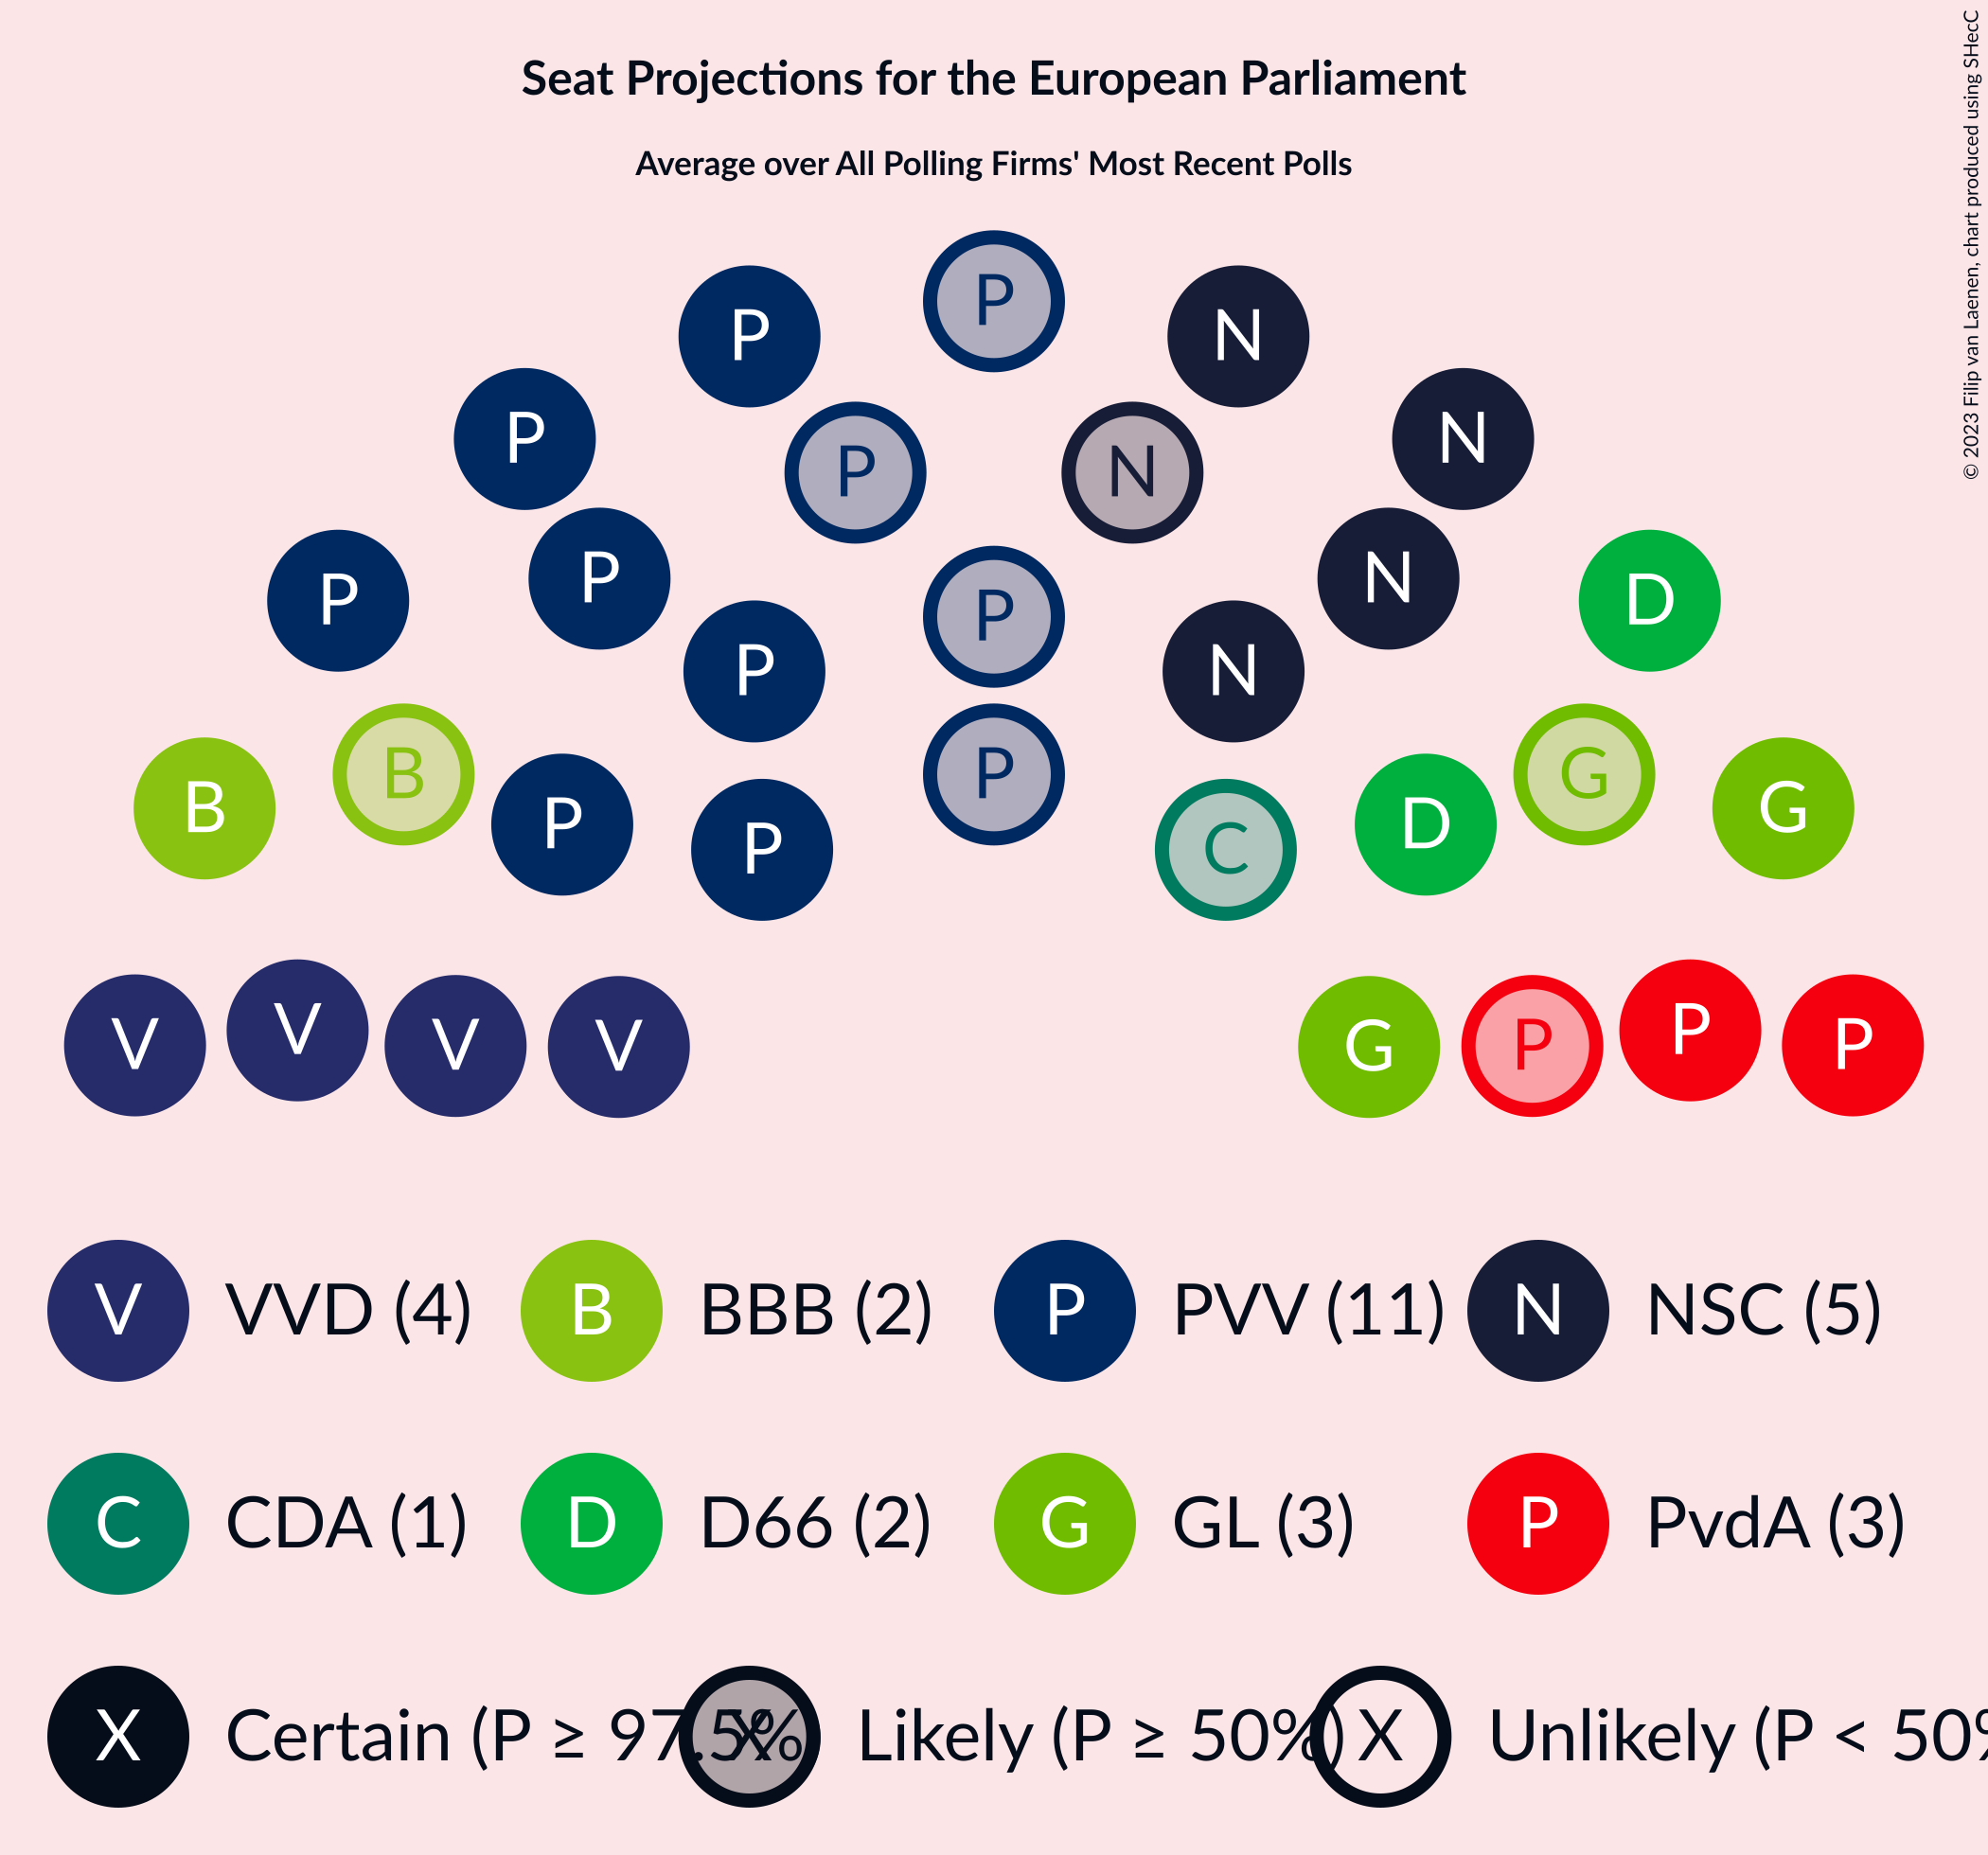 Seat Projections for the European Parliament
Average over All Polling Firms' Most Recent Polls
© 2023 Filip van Laenen, chart produced using SHecC
P
P N
P N
P N
P D
P N
P
P N
B G
B G
P P D
P C
V V V V G P P P
V VVD (4) B BBB (2) P PVV (11) N NSC (5)
C CDA (1) D D66 (2) G GL (3) P PvdA (3)
X Certain (P ≥ 97.5% X Likely (P ≥ 50%) X Unlikely (P < 50%